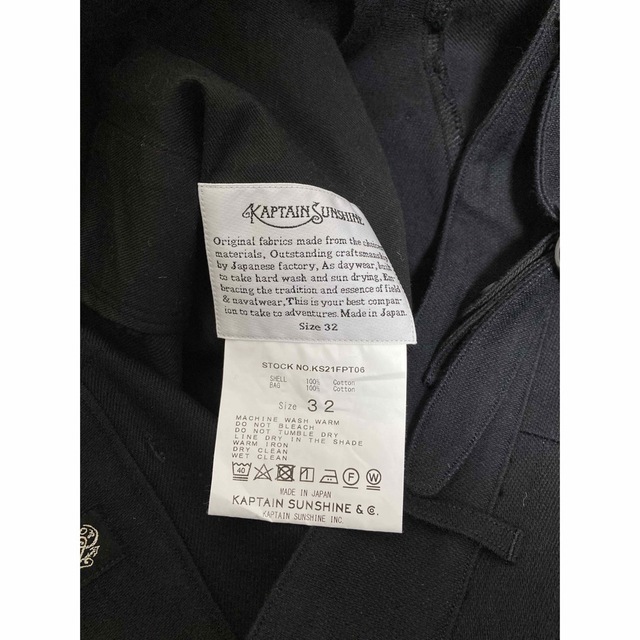 KAPTAIN SUNSHINE
Original fabrics made from the
materials, Outstanding
by Japanese factory, As daywear,
to take hard wash and sun drying,
bracing the tradition and essence of field
& navalwear, This is your best compan-
ion to take to adventures. Made in Japan.
Size 32
STOCK NO.KS21FPT06
SHELL 100% Cotton
BAG 100% Cotton
Size 32
MACHINE WASH WARM
DO NOT BLEACH
DO NOT TUMBLE DRY
LINE DRY IN THE SHADE
WARM IRON
DRY CLEAN
WET CLEAN
40 P W
MADE IN JAPAN
KAPTAIN SUNSHINE & Co.
KAPTAIN SUNSHINE INC.